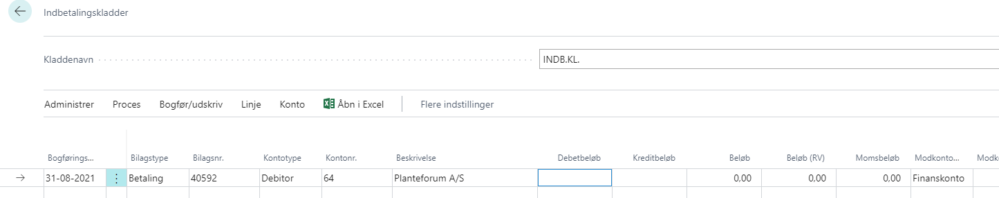 Indbetalingskladder
Kladdenavn INDB.KL.
Administrer Proces Bogfør/udskriv Linje Konto Åbn i Excel Flere indstillinger
Bogførings... Bilagstype Bilagsnr. Kontotype Kontonr. Beskrivelse Debetbeløb Kreditbeløb Beløb Beløb (RV) Momsbeløb Modkonto... Modk
31-08-2021 Betaling 40592 Debitor 64 Planteforum A/S 0,00 0,00 0,00 Finanskonto